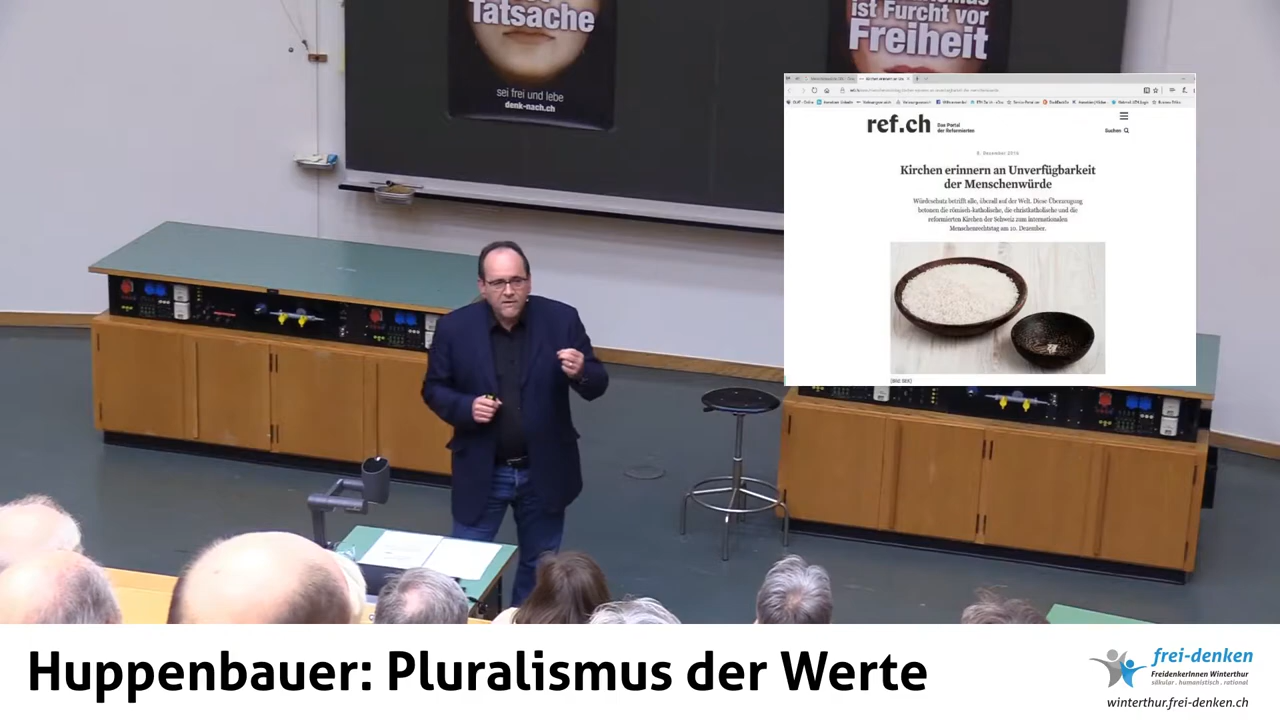 Tatsache
sei frei und lebe
denk-nach.ch
ist Furcht vor
Freiheit
ref.ch
Das Portal
der Reformierten
Suchen
Kirchen erinnern an Unverfügbarkeit
der Menschenwürde
Würdeschutz betrifft alle, überall auf der Welt. Diese Überzeugung
betonen die römisch-katholische, die christkatholische und die
reformierten Kirchen der Schweiz zum internationalen
Menschenrechtstag am 10. Dezember.
Huppenbauer: Pluralismus der Werte
frei-denken
FreidenkerInnen Winterthur
säkular . humanistisch . rational
winterthur.frei-denken.ch